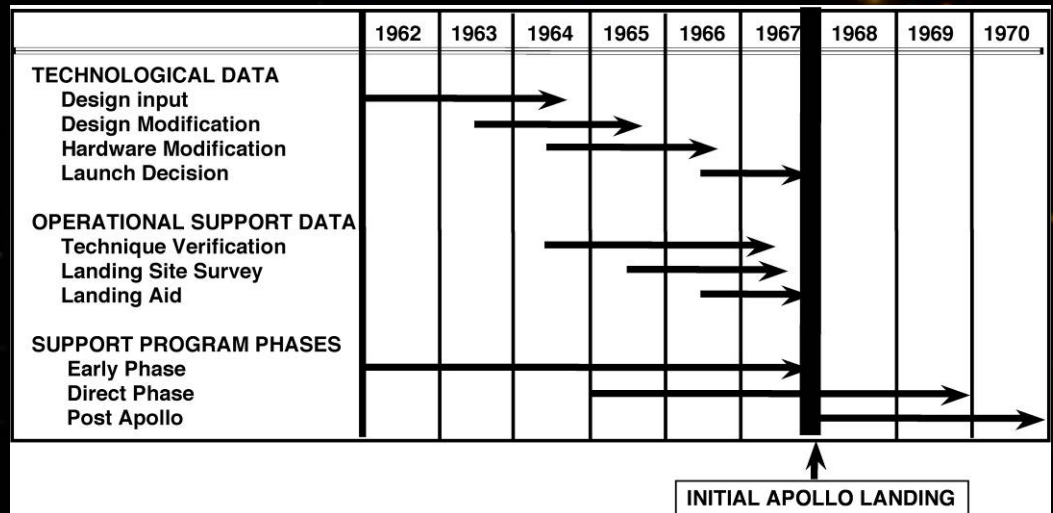 1962 1963 1964 1965 1966 1967 1968 1969 1970
TECHNOLOGICAL DATA
Design input
Design Modification
Hardware Modification
Launch Decision
OPERATIONAL SUPPORT DATA
Technique Verification
Landing Site Survey
Landing Aid
SUPPORT PROGRAM PHASES
Early Phase
Direct Phase
Post Apollo
INITIAL APOLLO LANDING